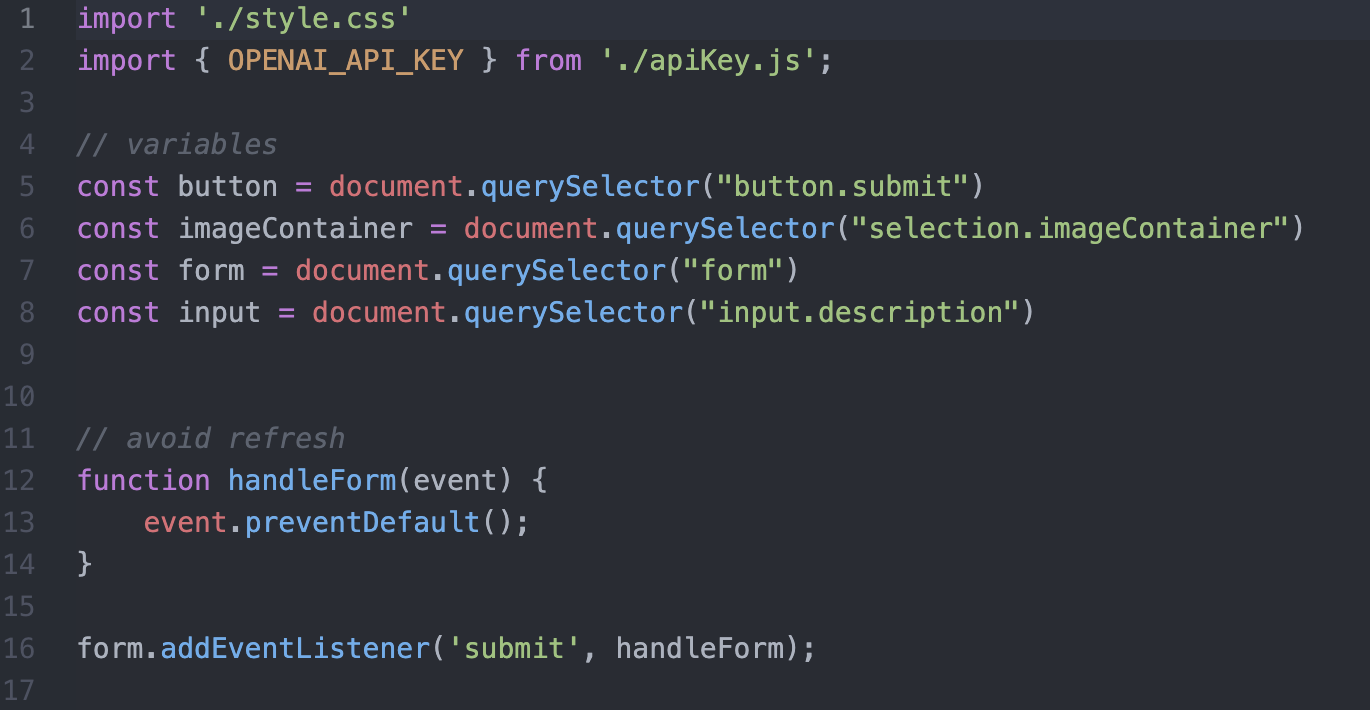 1 import './style.css'
2 import { OPENAI_API_KEY } from './apiKey.js';
3
4 // variables
5 const button = document.querySelector("button.submit")
6 const imageContainer = document.querySelector("selection.imageContainer")
7 const form = document.querySelector("form")
8 const input = document.querySelector("input.description")
9
10
11 // avoid refresh
12 function handleForm(event) {
13     event.preventDefault();
14 }
15
16 form.addEventListener('submit', handleForm);
17